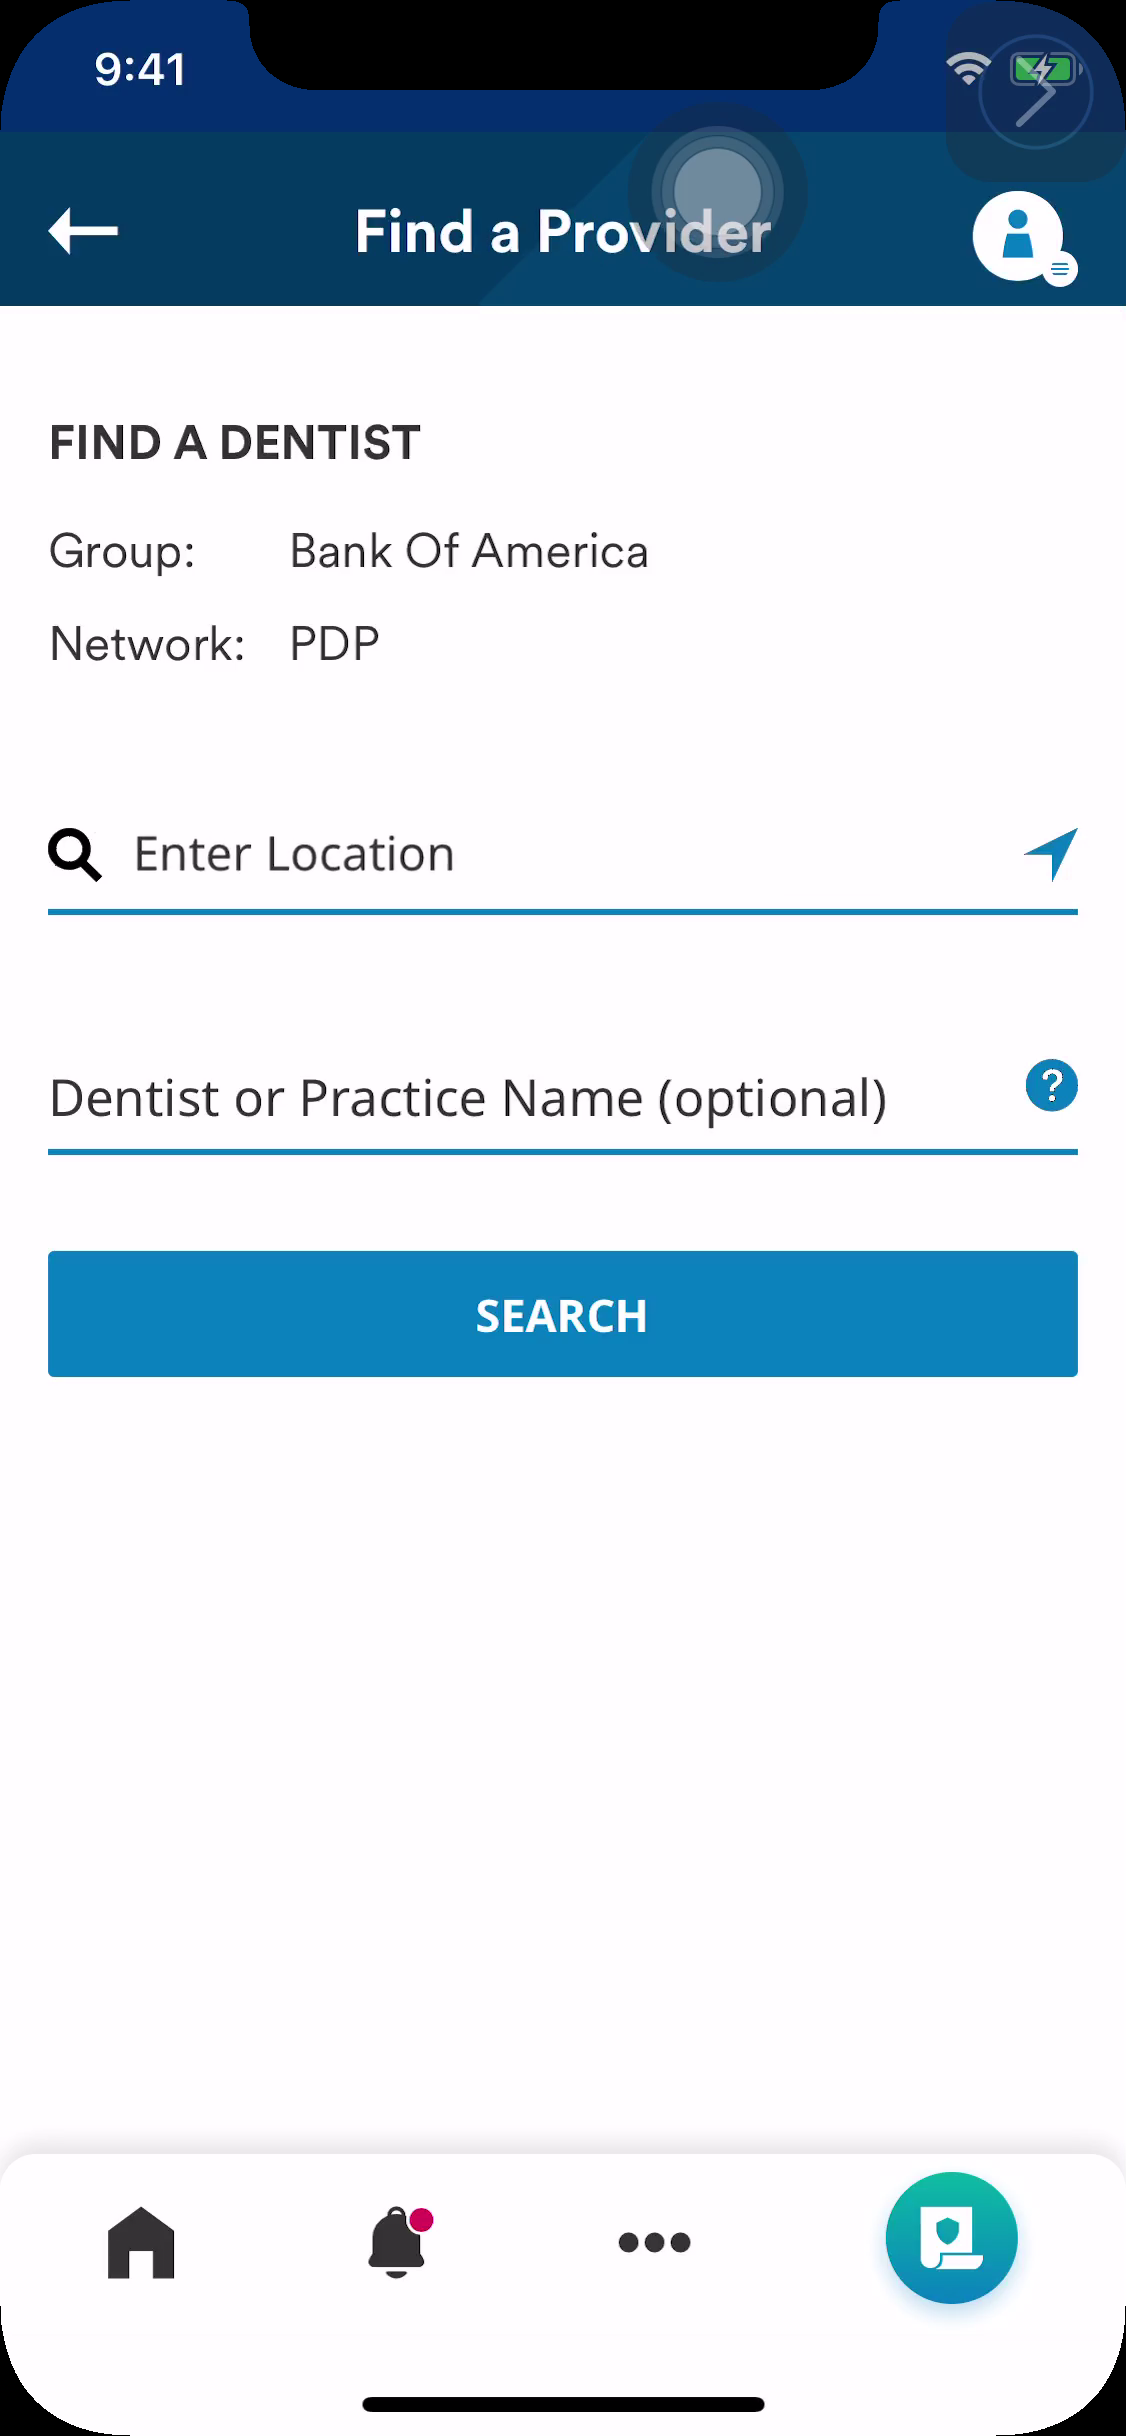 9:41
Find a Provider
FIND A DENTIST
Group: Bank Of America
Network: PDP
Enter Location
Dentist or Practice Name (optional)
?
SEARCH